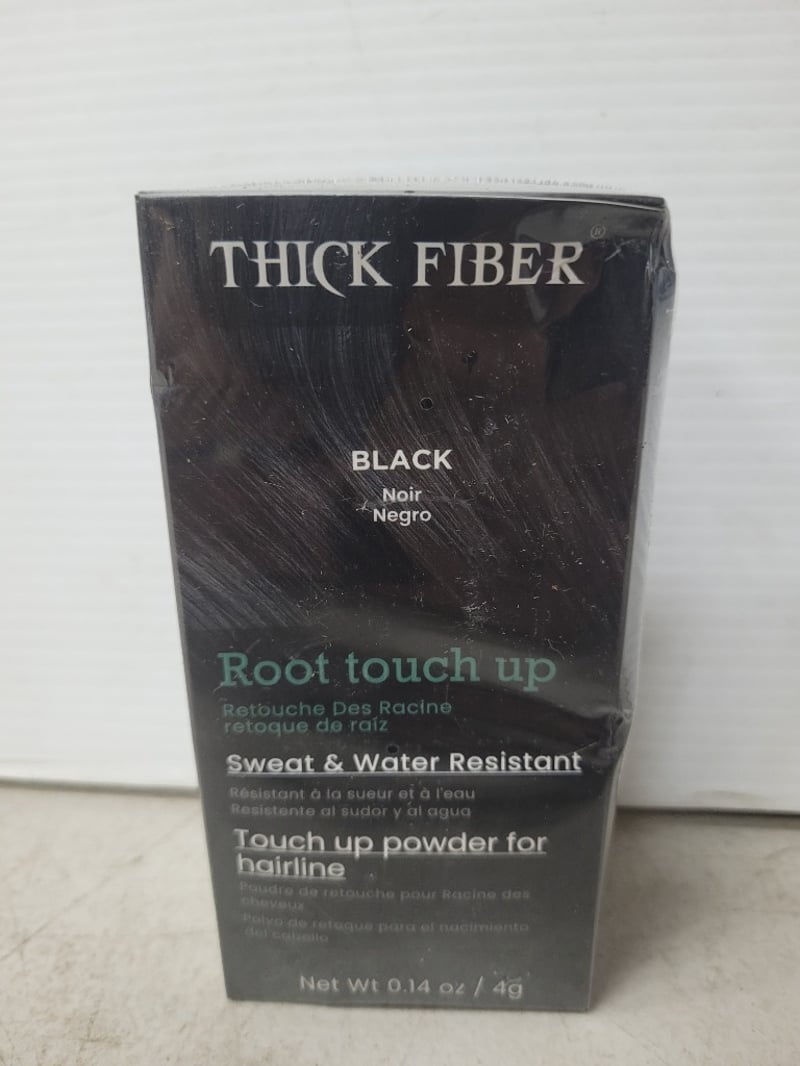 THICK FIBER®
BLACK
Noir
Negro
Root touch up
Retouche Des Racine
retoque de raíz
Sweat & Water Resistant
Résistant à la sueur et à l'eau
Resistente al sudor y al agua
Touch up powder for
hairline
Poudre de retouche pour Racine des
cheveux
Polvo de retoque para el nacimiento
del cabello
Net Wt 0.14 oz / 4g